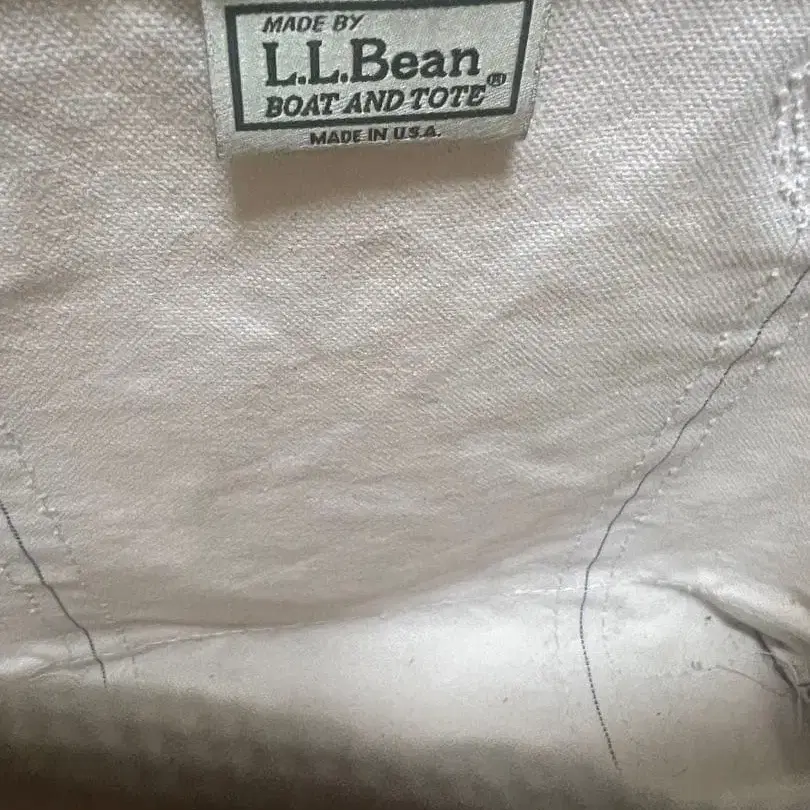 MADE BY
L.L.Bean®
BOAT AND TOTE
MADE IN U.S.A.